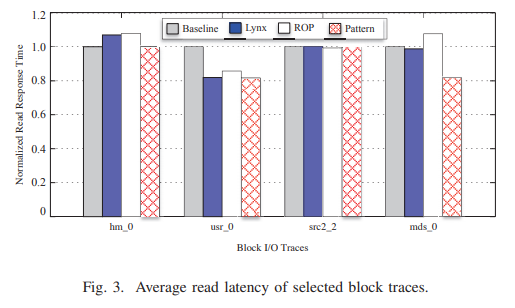 Baseline Lynx ROP Pattern
1.2
1.0
0.8
0.6
0.4
0.2
0
Normalized Read Response Time
hm_0 usr_0 src2_2 mds_0
Block I/O Traces
Fig. 3. Average read latency of selected block traces.